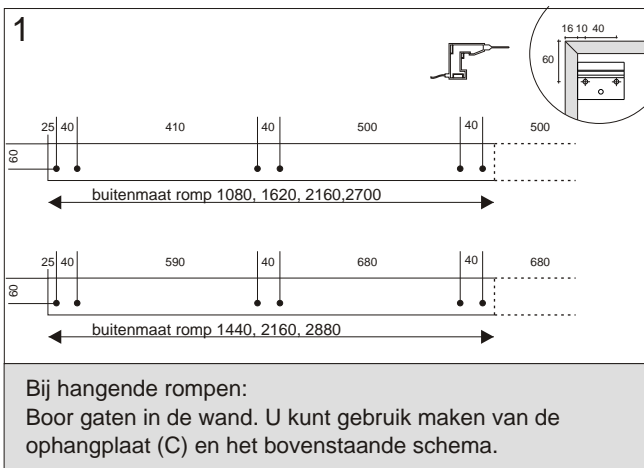 1
16 10 40
60
25 40 410 40 500 40 500
60
buitenmaat romp 1080, 1620, 2160,2700
25 40 590 40 680 40 680
60
buitenmaat romp 1440, 2160, 2880
Bij hangende rompen:
Boor gaten in de wand. U kunt gebruik maken van de
ophangplaat (C) en het bovenstaande schema.